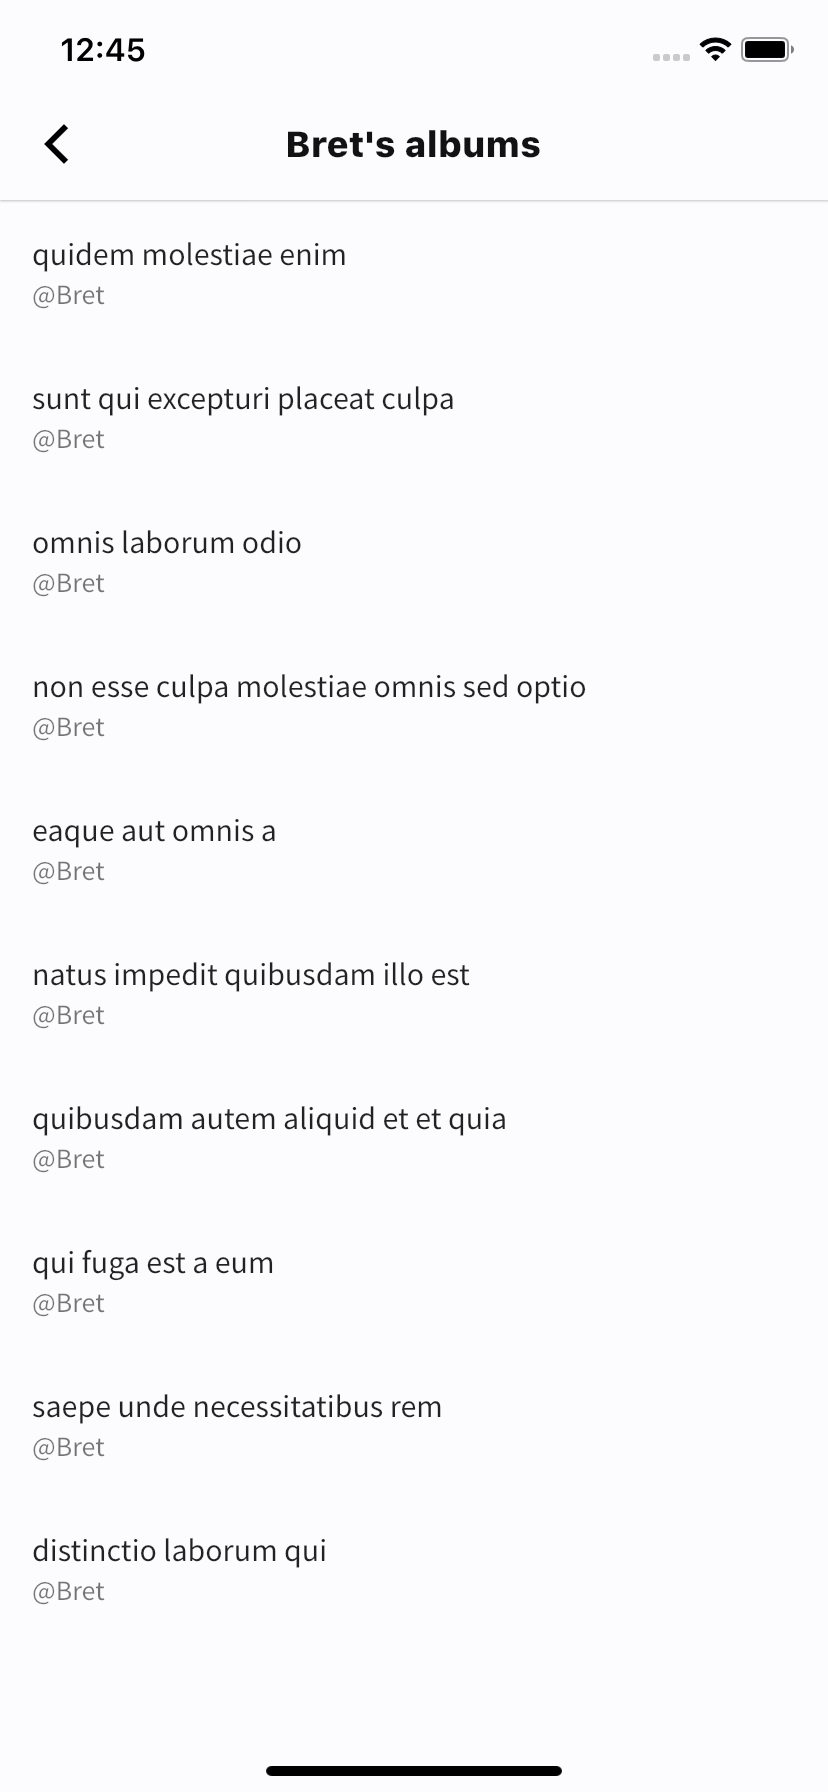 12:45
Bret's albums
quidem molestiae enim
@Bret
sunt qui excepturi placeat culpa
@Bret
omnis laborum odio
@Bret
non esse culpa molestiae omnis sed optio
@Bret
eaque aut omnis a
@Bret
natus impedit quibusdam illo est
@Bret
quibusdam autem aliquid et et quia
@Bret
qui fuga est a eum
@Bret
saepe unde necessitatibus rem
@Bret
distinctio laborum qui
@Bret